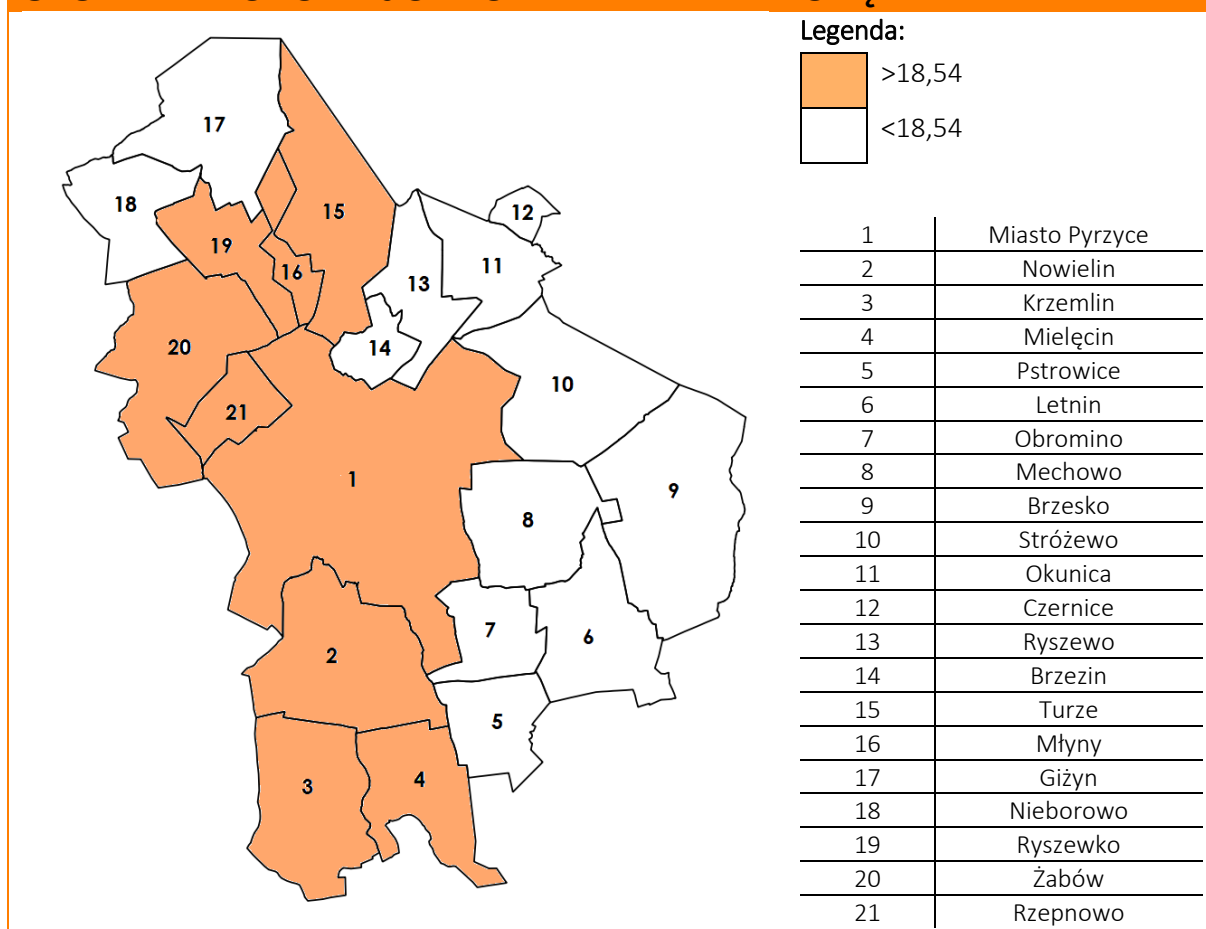 Legenda:
>18,54
<18,54
17
18
12
15
19
11
16
13
14
20
10
21
1
9
8
7
6
2
5
4
3
1 Miasto Pyrzyce
2 Nowielin
3 Krzemlin
4 Mielęcin
5 Pstrowice
6 Letnin
7 Obromino
8 Mechowo
9 Brzesko
10 Stróżewo
11 Okunica
12 Czernice
13 Ryszewo
14 Brzezin
15 Turze
16 Młyny
17 Giżyn
18 Nieborowo
19 Ryszewko
20 Żabów
21 Rzepnowo